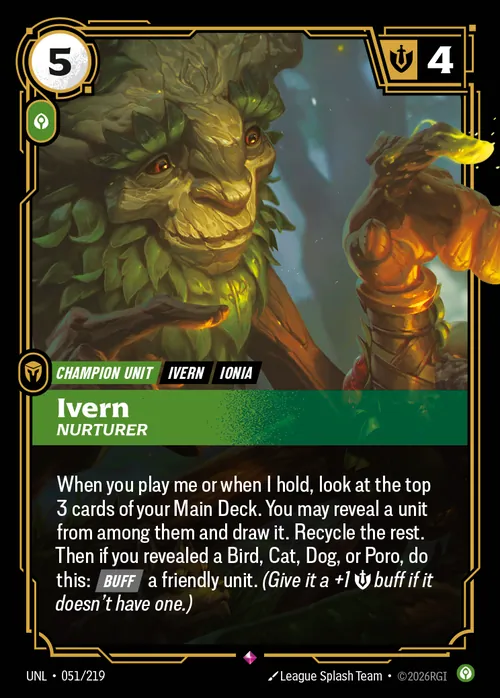 5
4
CHAMPION UNIT IVERN IONIA
Ivern
NURTURER
When you play me or when I hold, look at the top
3 cards of your Main Deck. You may reveal a unit
from among them and draw it. Recycle the rest.
Then if you revealed a Bird, Cat, Dog, or Poro, do
this: BUFF a friendly unit. (Give it a +1 buff if it
doesn't have one.)
UNL • 051/219
League Splash Team • ©2026RGI